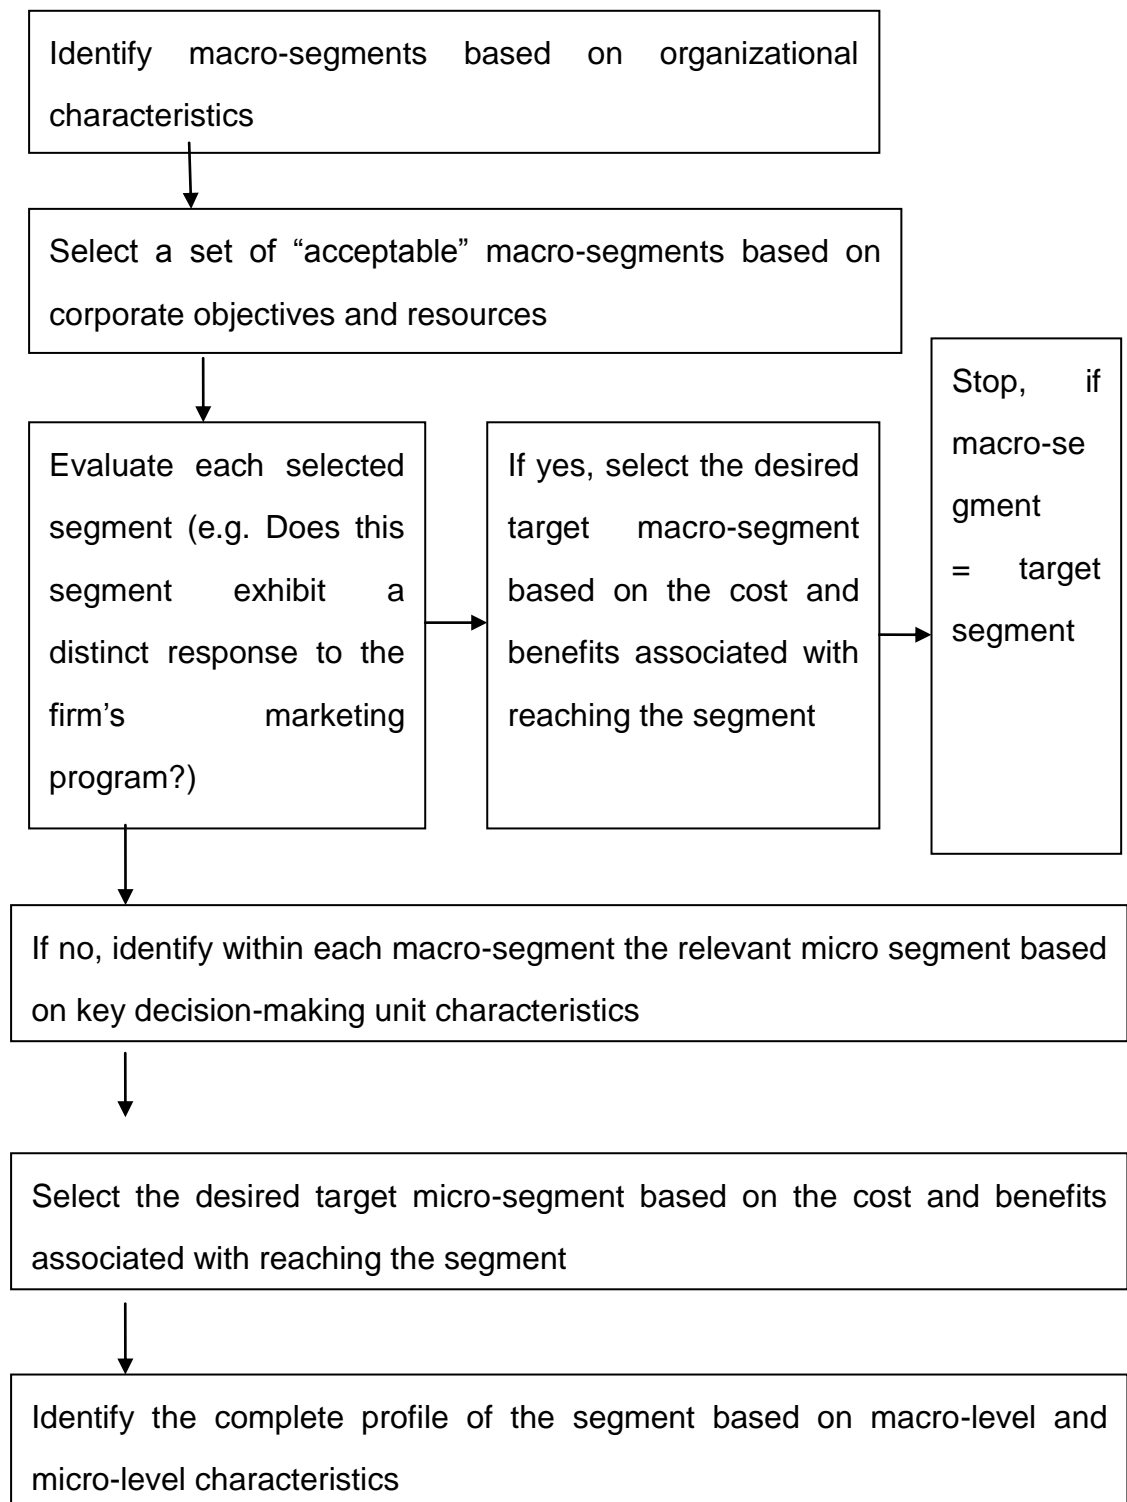 Identify macro-segments based on organizational
characteristics
Select a set of “acceptable” macro-segments based on
corporate objectives and resources
Evaluate each selected
segment (e.g. Does this
segment exhibit a
distinct response to the
firm’s marketing
program?)
If yes, select the desired
target macro-segment
based on the cost and
benefits associated with
reaching the segment
Stop, if
macro-se
gment
= target
segment
If no, identify within each macro-segment the relevant micro segment based
on key decision-making unit characteristics
Select the desired target micro-segment based on the cost and benefits
associated with reaching the segment
Identify the complete profile of the segment based on macro-level and
micro-level characteristics